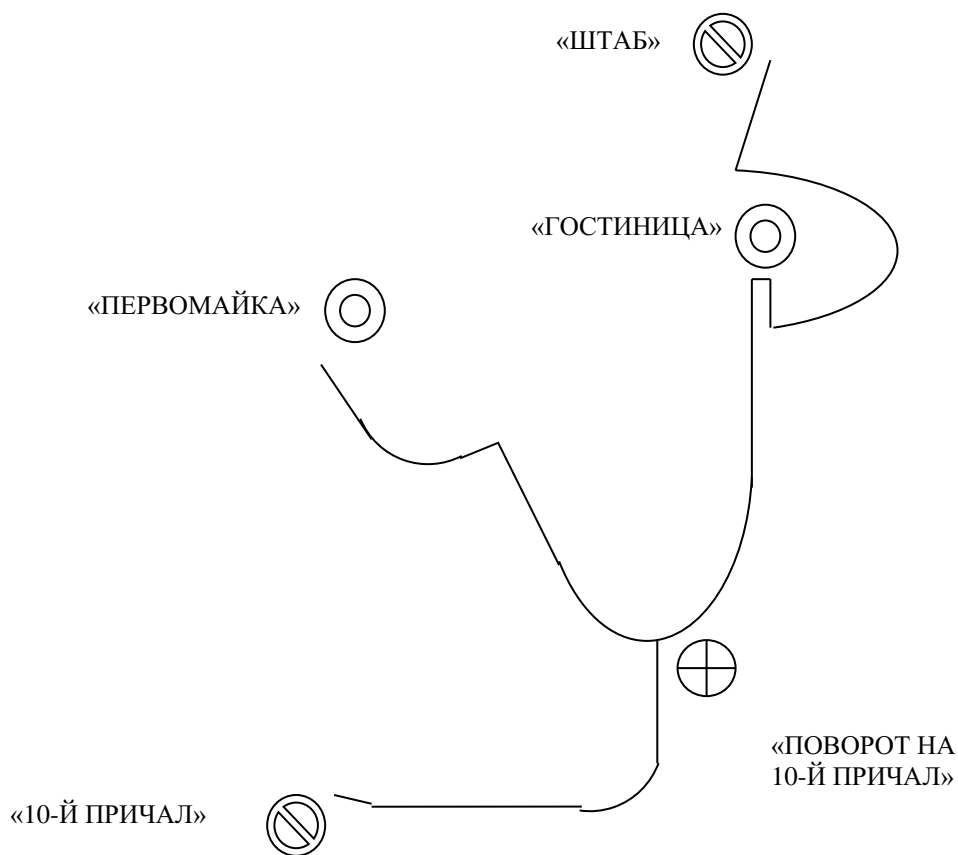 «ШТАБ»
«ГОСТИНИЦА»
«ПЕРВОМАЙКА»
«ПОВОРОТ НА
10-Й ПРИЧАЛ»
«10-Й ПРИЧАЛ»